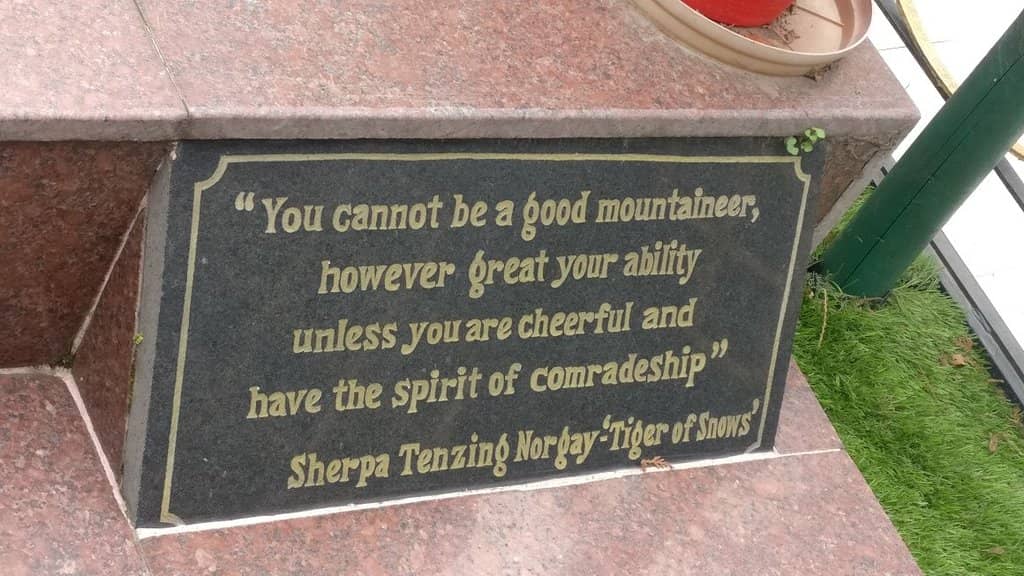 “You cannot be a good mountaineer,
however great your ability
unless you are cheerful and
have the spirit of comradeship”
Sherpa Tenzing Norgay-‘Tiger of Snows’